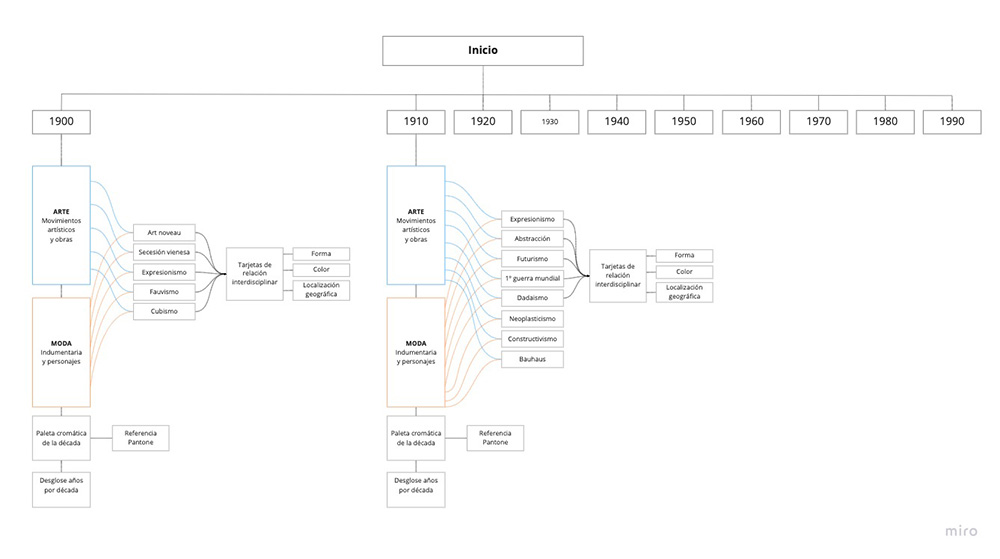 Inicio
1900
1910
1920
1930
1940
1950
1960
1970
1980
1990
ARTE
Movimientos
artísticos
y obras
Art noveau
Secesión vienesa
Expresionismo
Fauvismo
Cubismo
Tarjetas de
relación
interdisciplinar
Forma
Color
Localización
geográfica
MODA
Indumentaria
y personajes
Paleta cromática
de la década
Referencia
Pantone
Desglose años
por década
ARTE
Movimientos
artísticos
y obras
Expresionismo
Abstracción
Futurismo
1º guerra mundial
Dadaismo
Neoplasticismo
Constructivismo
Bauhaus
Tarjetas de
relación
interdisciplinar
Forma
Color
Localización
geográfica
MODA
Indumentaria
y personajes
Paleta cromática
de la década
Referencia
Pantone
Desglose años
por década
miro